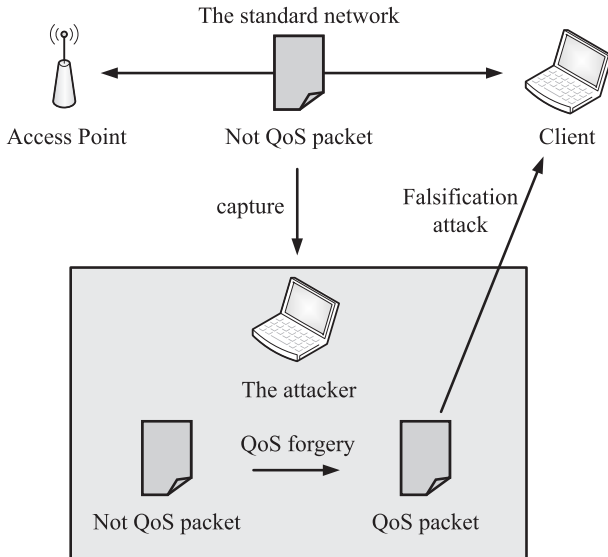 The standard network
Access Point
Not QoS packet
Client
capture
Falsification
attack
The attacker
QoS forgery
Not QoS packet
QoS packet